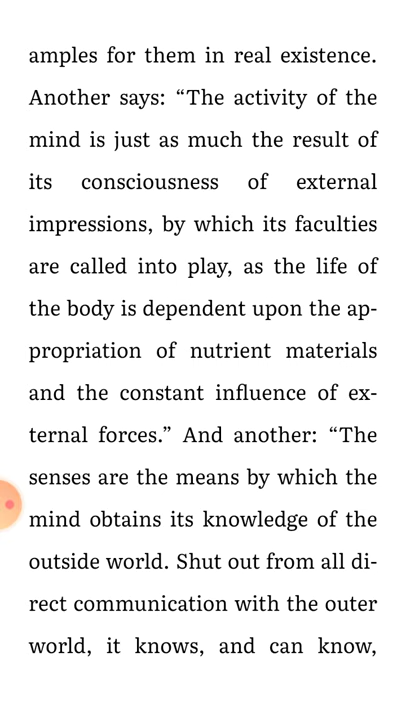 amples for them in real existence.
Another says: “The activity of the
mind is just as much the result of
its consciousness of external
impressions, by which its faculties
are called into play, as the life of
the body is dependent upon the ap-
propriation of nutrient materials
and the constant influence of ex-
ternal forces.” And another: “The
senses are the means by which the
mind obtains its knowledge of the
outside world. Shut out from all di-
rect communication with the outer
world, it knows, and can know,